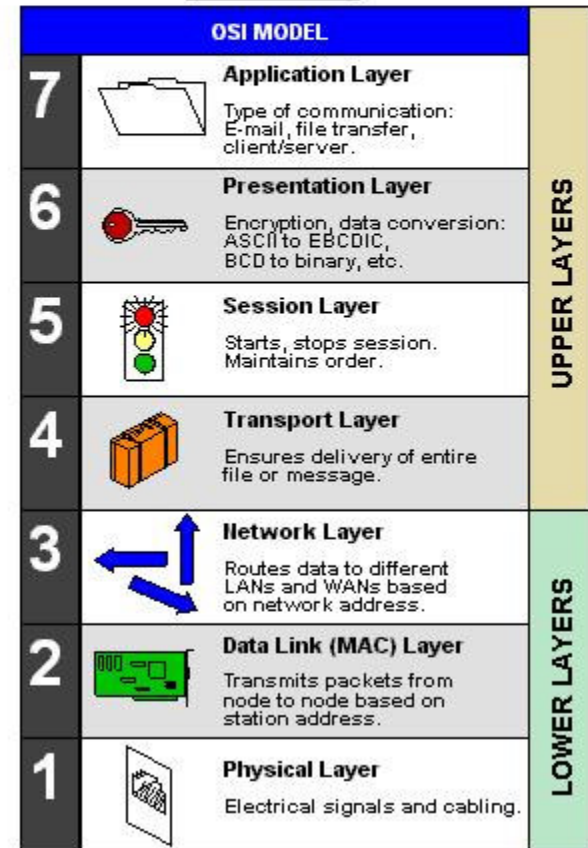 OSI MODEL
7
Application Layer
Type of communication:
E-mail, file transfer,
client/server.
6
Presentation Layer
Encryption, data conversion:
ASCII to EBCDIC,
BCD to binary, etc.
5
Session Layer
Starts, stops session.
Maintains order.
4
Transport Layer
Ensures delivery of entire
file or message.
UPPER LAYERS
3
Network Layer
Routes data to different
LANs and WANs based
on network address.
2
Data Link (MAC) Layer
Transmits packets from
node to node based on
station address.
1
Physical Layer
Electrical signals and cabling.
LOWER LAYERS